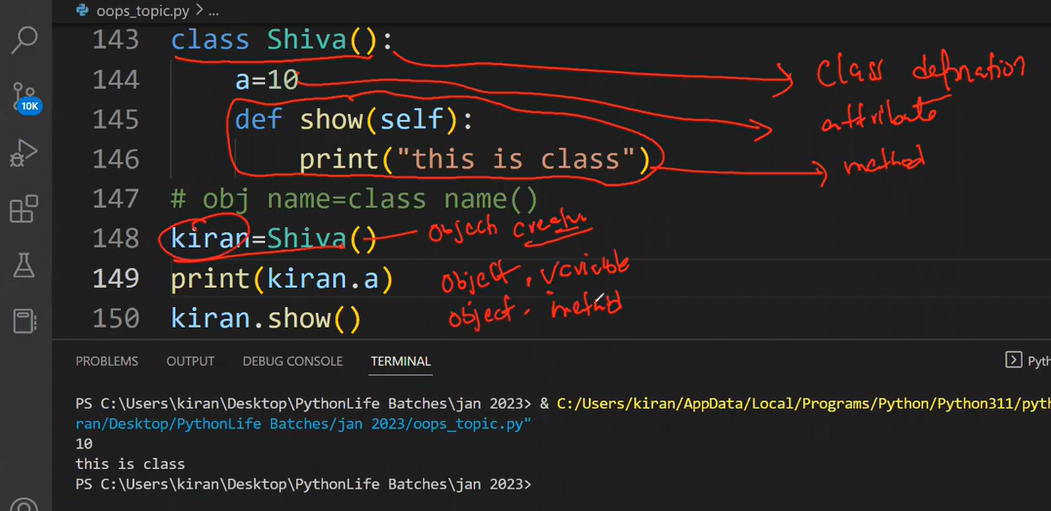 oops_topic.py > ...
143 class Shiva():
Class defination
144 a=10
attribute
145 def show(self):
146 print("this is class")
method
147 # obj name=class name()
148 kiran=Shiva()
object
149 print(kiran.a)
object . variable
150 kiran.show()
object . method
10K
PROBLEMS OUTPUT DEBUG CONSOLE TERMINAL
PS C:\Users\kiran\Desktop\PythonLife Batches\jan 2023> & C:/Users/kiran/AppData/Local/Programs/Python/Python311/pyth
ran/Desktop/PythonLife Batches/jan 2023/oops_topic.py"
10
this is class
PS C:\Users\kiran\Desktop\PythonLife Batches\jan 2023>